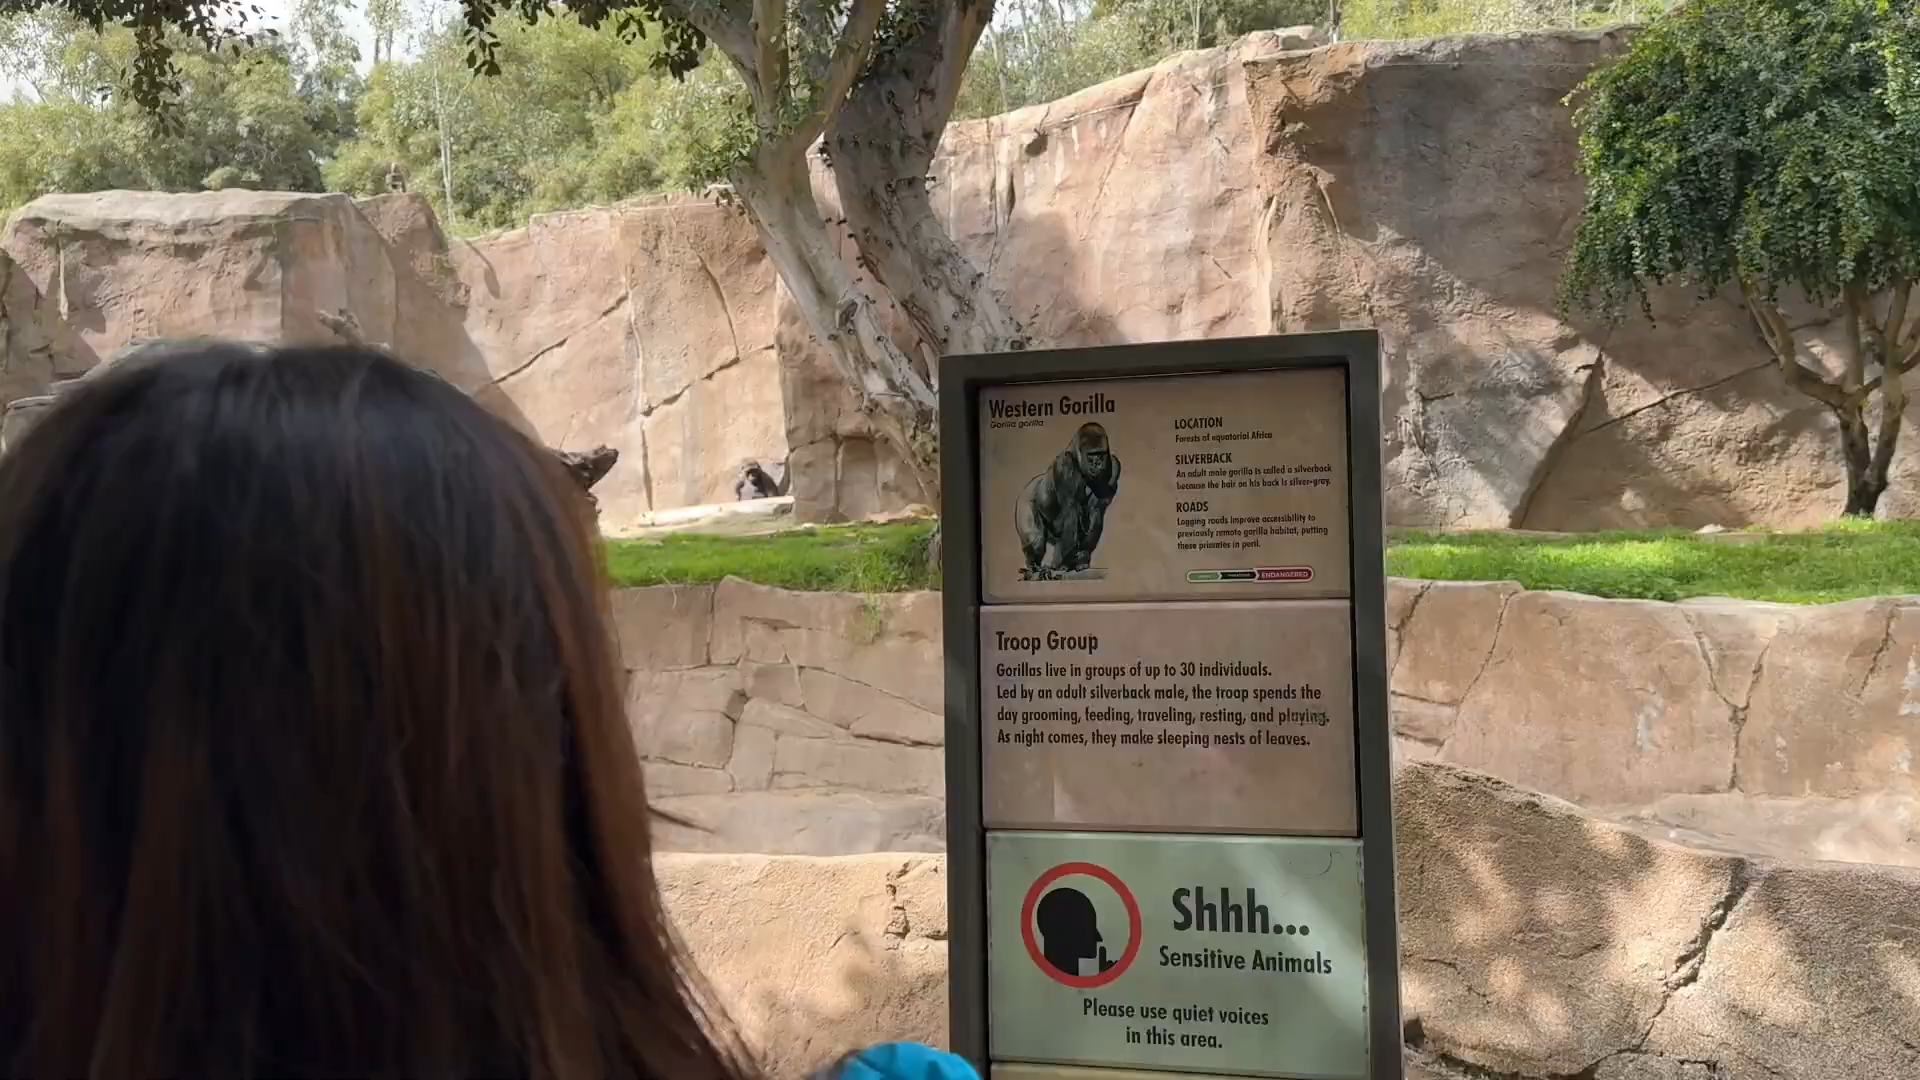 Western Gorilla
Gorilla gorilla
LOCATION
Forests of equatorial Africa
SILVERBACK
An adult male gorilla is called a silverback
because the hair on his back is silver-gray.
ROADS
Logging roads improve accessibility to
previously remote gorilla habitat, putting
these primates in peril.
ENDANGERED
Troop Group
Gorillas live in groups of up to 30 individuals.
Led by an adult silverback male, the troop spends the
day grooming, feeding, traveling, resting, and playing.
As night comes, they make sleeping nests of leaves.
Shhh...
Sensitive Animals
Please use quiet voices
in this area.